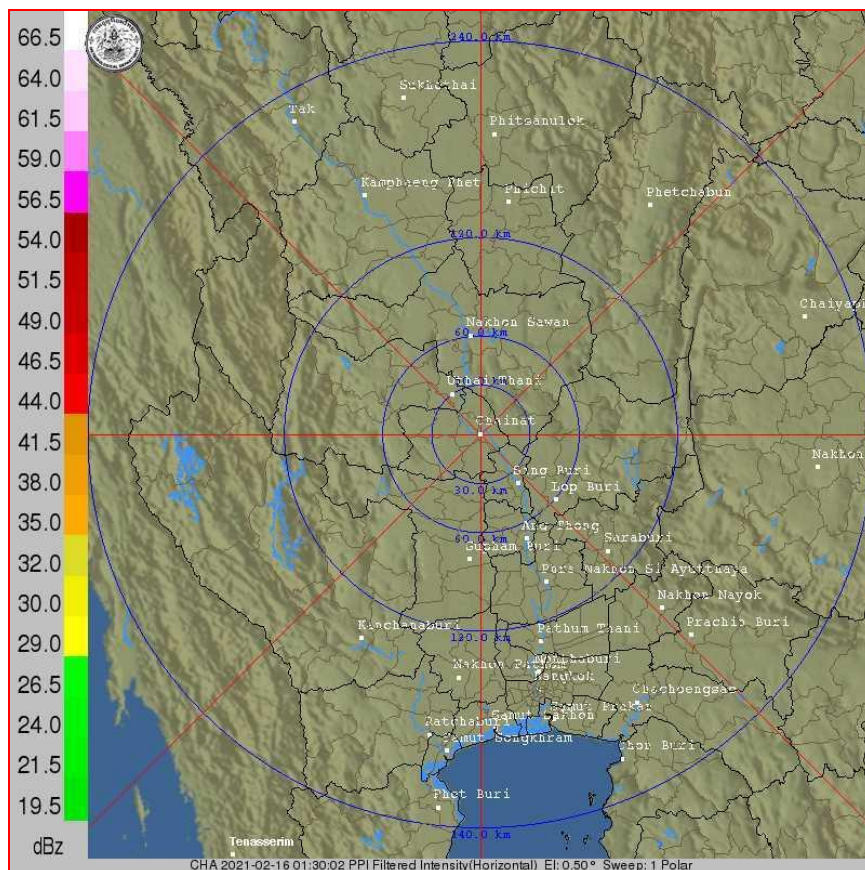 66.5
64.0
61.5
59.0
56.5
54.0
51.5
49.0
46.5
44.0
41.5
38.0
35.0
32.0
30.0
29.0
26.5
24.0
21.5
19.5
dBz
240.0 km
Sukhothai
Tak
Phitsanulok
Kamphaeng Phet
Phichit
Phetchabun
120.0 km
Chaiyaph
Nakhon Sawan
60.0 km
Uthai Thani
Chainat
Nakhon
Sing Buri
30.0 km
Lop Buri
Ang Thong
60.0 km
Suphan Buri
Saraburi
Pora Nakhon Si Ayutthaya
Nakhon Nayok
Kanchanaburi
120.0 km
Pathum Thani
Prachin Buri
Nonthaburi
Nakhon Pathom
Bangkok
Chachoengsao
Samut Prakan
Samut Sakhon
Ratchaburi
Samut Songkhram
Chon Buri
Phet Buri
240.0 km
Tenasserim
CHA 2021-02-16 01:30:02 PPI Filtered Intensity(Horizontal) El: 0.50° Sweep: 1 Polar